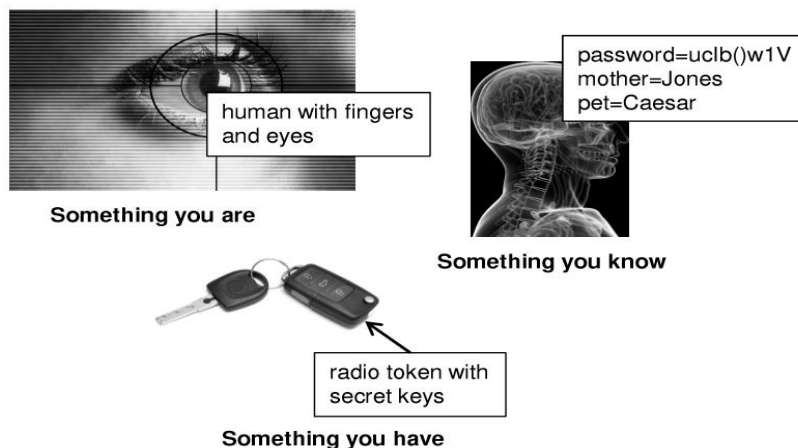 human with fingers
and eyes
Something you are
password=ucIb()w1V
mother=Jones
pet=Caesar
Something you know
radio token with
secret keys
Something you have